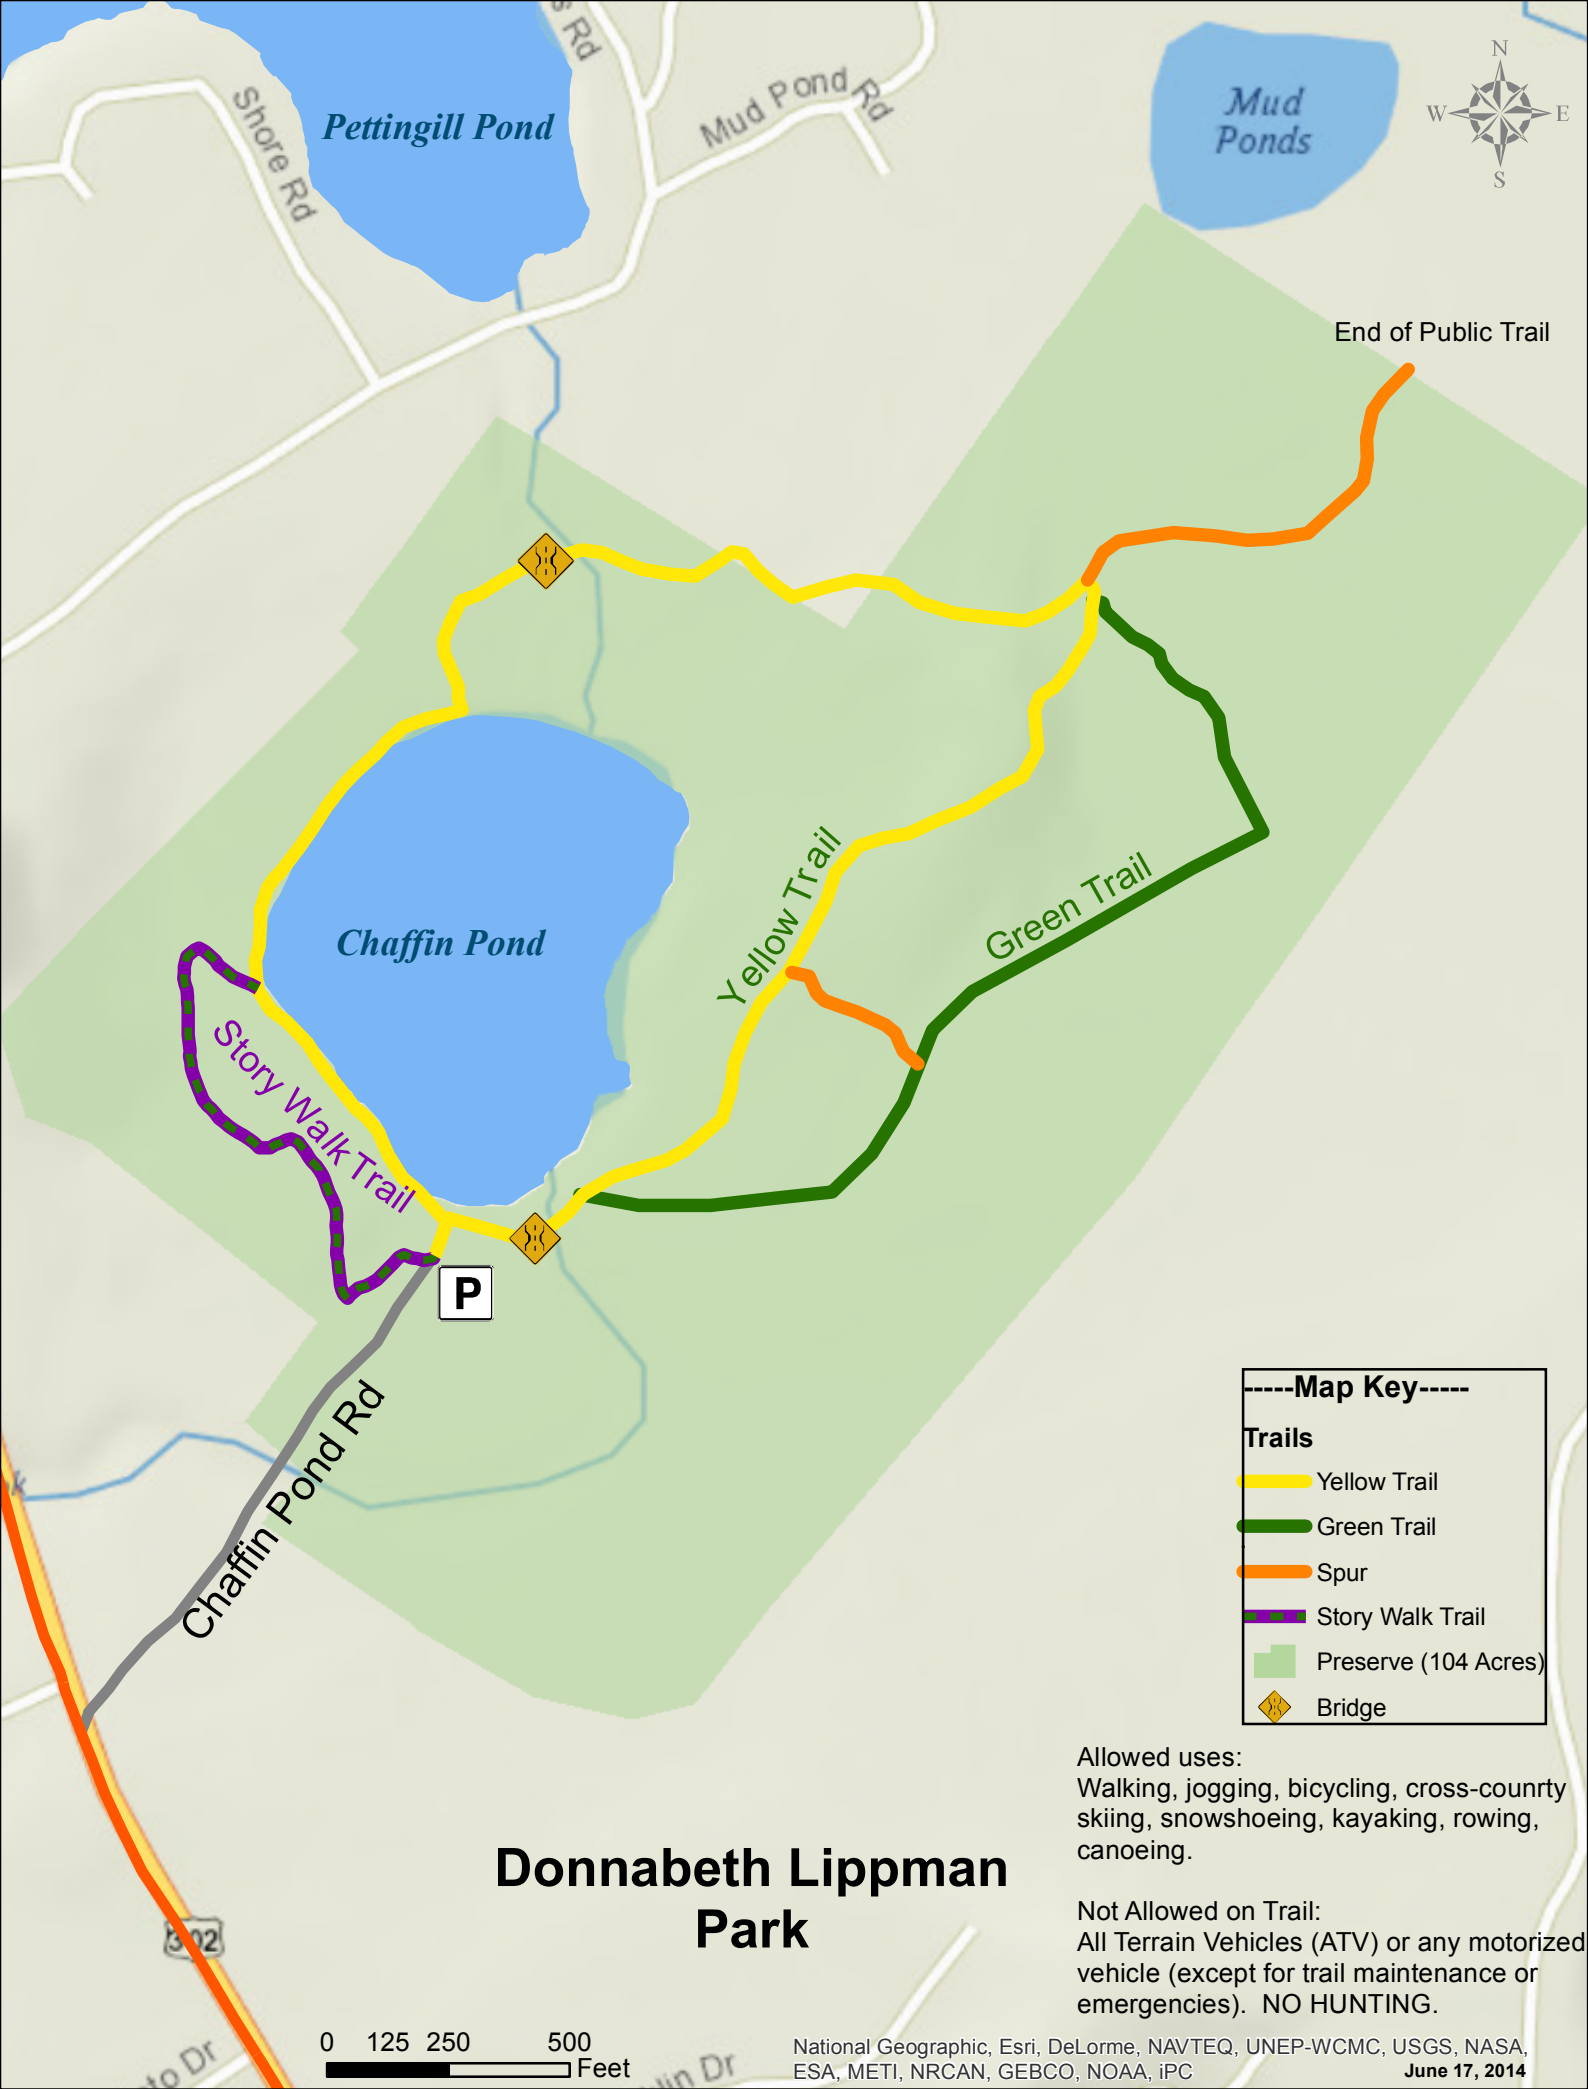 s Rd
Pettingill Pond
Shore Rd
Mud Pond Rd
Mud
Ponds
N
W E
S
End of Public Trail
Chaffin Pond
Yellow Trail
Green Trail
Story Walk Trail
P
Chaffin Pond Rd
k
-----Map Key-----
Trails
Yellow Trail
Green Trail
Spur
Story Walk Trail
Preserve (104 Acres)
Bridge
Allowed uses:
Walking, jogging, bicycling, cross-counrty
skiing, snowshoeing, kayaking, rowing,
canoeing.
Not Allowed on Trail:
All Terrain Vehicles (ATV) or any motorized
vehicle (except for trail maintenance or
emergencies).  NO HUNTING.
Donnabeth Lippman
Park
302
0 125 250 500
Feet
to Dr
lin Dr
National Geographic, Esri, DeLorme, NAVTEQ, UNEP-WCMC, USGS, NASA,
ESA, METI, NRCAN, GEBCO, NOAA, iPC
June 17, 2014